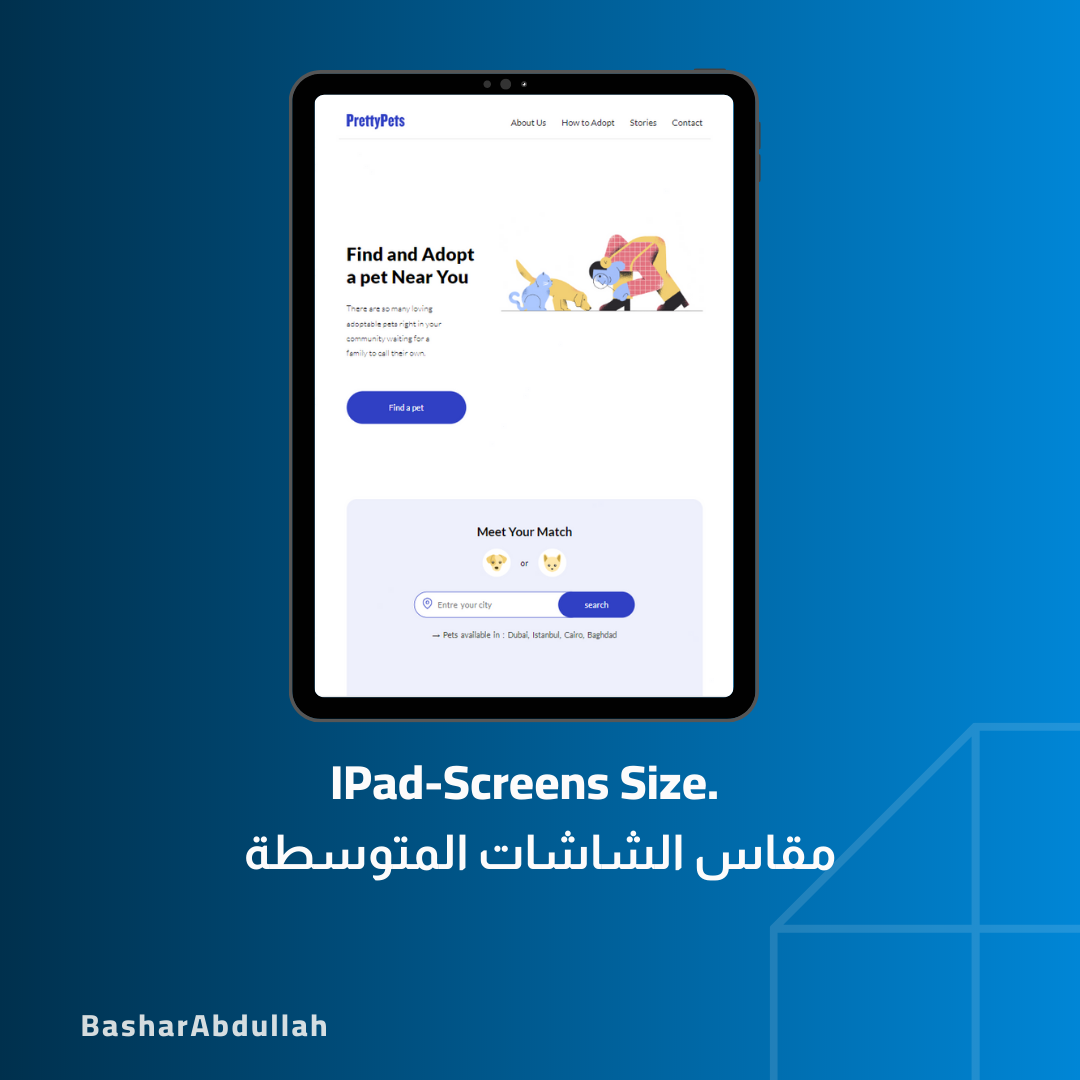 PrettyPets
About Us How to Adopt Stories Contact
Find and Adopt
a pet Near You
There are so many loving
adoptable pets right in your
community waiting for a
family to call their own.
Find a pet
Meet Your Match
or
Entre your city search
→ Pets available in : Dubai, Istanbul, Cairo, Baghdad
IPad-Screens Size.
مقاس الشاشات المتوسطة
BasharAbdullah